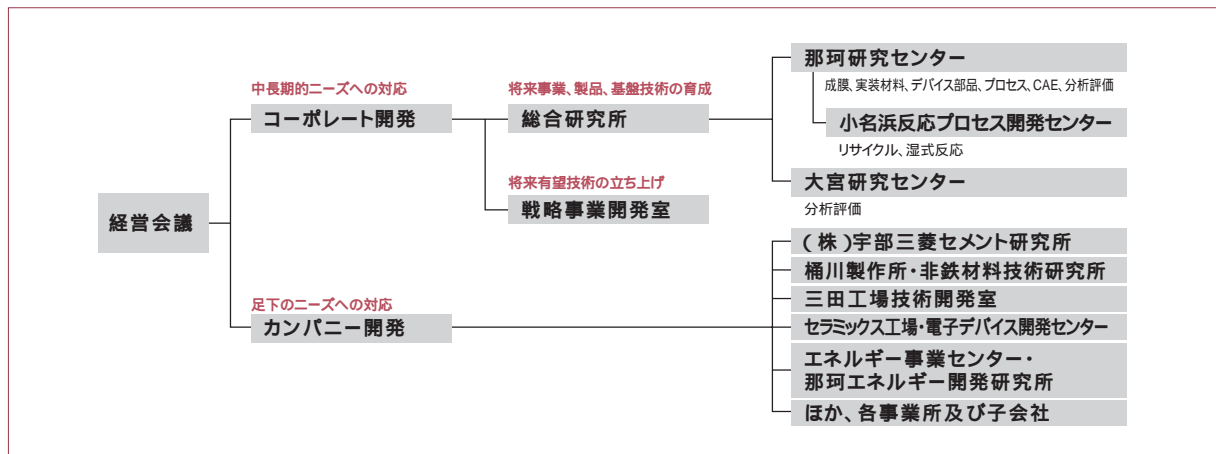 経営会議
中長期的ニーズへの対応
コーポレート開発
将来事業、製品、基盤技術の育成
総合研究所
将来有望技術の立ち上げ
戦略事業開発室
那珂研究センター
成膜、実装材料、デバイス部品、プロセス、CAE、分析評価
小名浜反応プロセス開発センター
リサイクル、湿式反応
大宮研究センター
分析評価
足下のニーズへの対応
カンパニー開発
(株)宇部三菱セメント研究所
桶川製作所・非鉄材料技術研究所
三田工場技術開発室
セラミックス工場・電子デバイス開発センター
エネルギー事業センター・
那珂エネルギー開発研究所
ほか、各事業所及び子会社